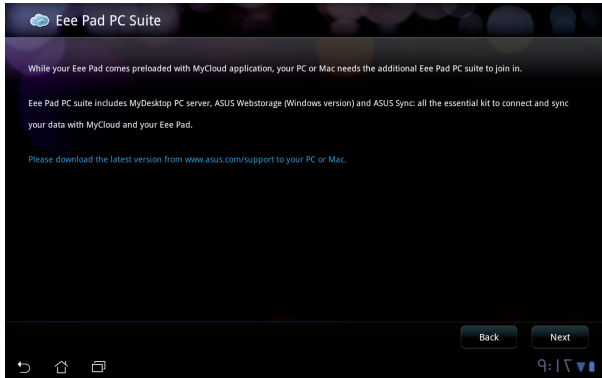 Eee Pad PC Suite
While your Eee Pad comes preloaded with MyCloud application, your PC or Mac needs the additional Eee Pad PC suite to join in.
Eee Pad PC suite includes MyDesktop PC server, ASUS Webstorage (Windows version) and ASUS Sync: all the essential kit to connect and sync
your data with MyCloud and your Eee Pad.
Please download the latest version from www.asus.com/support to your PC or Mac.
Back Next
9:17